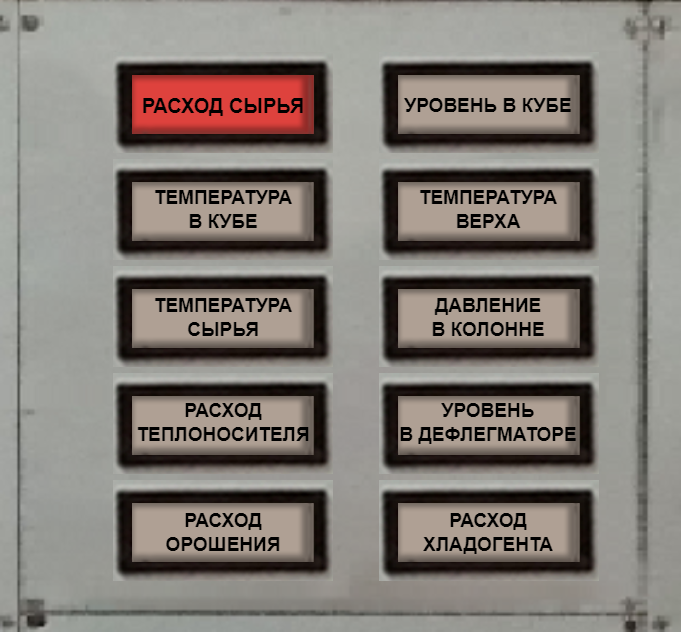 РАСХОД СЫРЬЯ
УРОВЕНЬ В КУБЕ
ТЕМПЕРАТУРА
В КУБЕ
ТЕМПЕРАТУРА
ВЕРХА
ТЕМПЕРАТУРА
СЫРЬЯ
ДАВЛЕНИЕ
В КОЛОННЕ
РАСХОД
ТЕПЛОНОСИТЕЛЯ
УРОВЕНЬ
В ДЕФЛЕГМАТОРЕ
РАСХОД
ОРОШЕНИЯ
РАСХОД
ХЛАДОГЕНТА